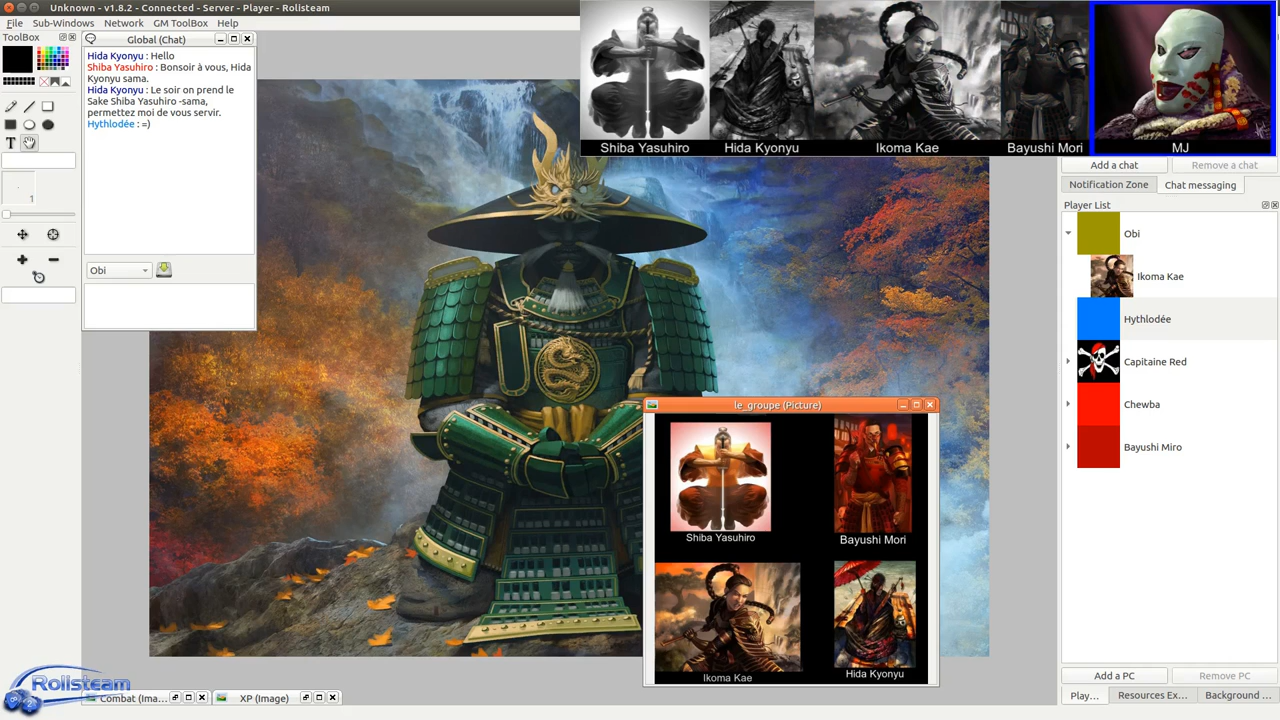 Unknown - v1.8.2 - Connected - Server - Player - Rolisteam
File Sub-Windows Network GM ToolBox Help
ToolBox
Global (Chat)
Hida Kyonyu : Hello
Shiba Yasuhiro : Bonsoir à vous, Hida
Kyonyu sama.
Hida Kyonyu : Le soir on prend le
Sake Shiba Yasuhiro -sama,
permettez moi de vous servir.
Hythlodée : =)
T
1
Obi
Shiba Yasuhiro
Hida Kyonyu
Ikoma Kae
Bayushi Mori
MJ
Add a chat
Remove a chat
Notification Zone
Chat messaging
Player List
Obi
Ikoma Kae
Hythlodée
Capitaine Red
Chewba
Bayushi Miro
le_groupe (Picture)
Shiba Yasuhiro
Bayushi Mori
Ikoma Kae
Hida Kyonyu
Add a PC
Remove PC
Play...
Resources Ex...
Background ...
Rolisteam
Combat (Ima...
XP (Image)